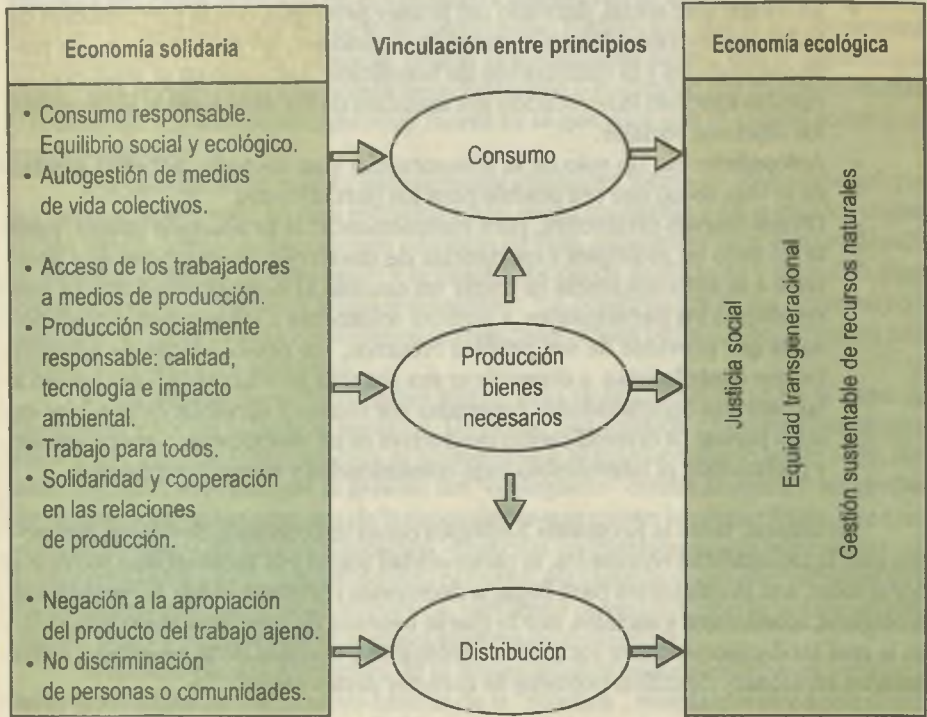 Economía solidaria
• Consumo responsable.
Equilibrio social y ecológico.
• Autogestión de medios
de vida colectivos.
• Acceso de los trabajadores
a medios de producción.
• Producción socialmente
responsable: calidad,
tecnología e impacto
ambiental.
• Trabajo para todos.
• Solidaridad y cooperación
en las relaciones
de producción.
• Negación a la apropiación
del producto del trabajo ajeno.
• No discriminación
de personas o comunidades.
Vinculación entre principios
Consumo
Producción
bienes
necesarios
Distribución
Economía ecológica
Justicia social
Equidad transgeneracional
Gestión sustentable de recursos naturales